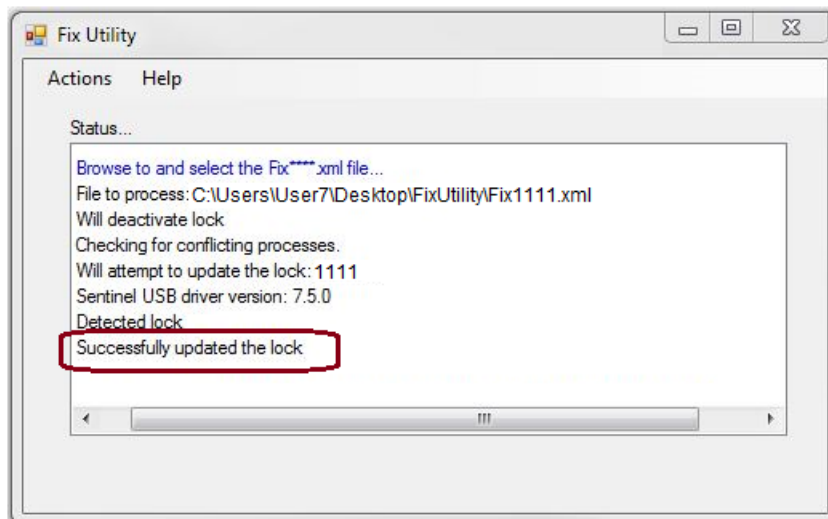 Fix Utility
Actions Help
Status...
Browse to and select the Fix****.xml file...
File to process: C:\Users\User7\Desktop\FixUtility\Fix1111.xml
Will deactivate lock
Checking for conflicting processes.
Will attempt to update the lock: 1111
Sentinel USB driver version: 7.5.0
Detected lock
Successfully updated the lock